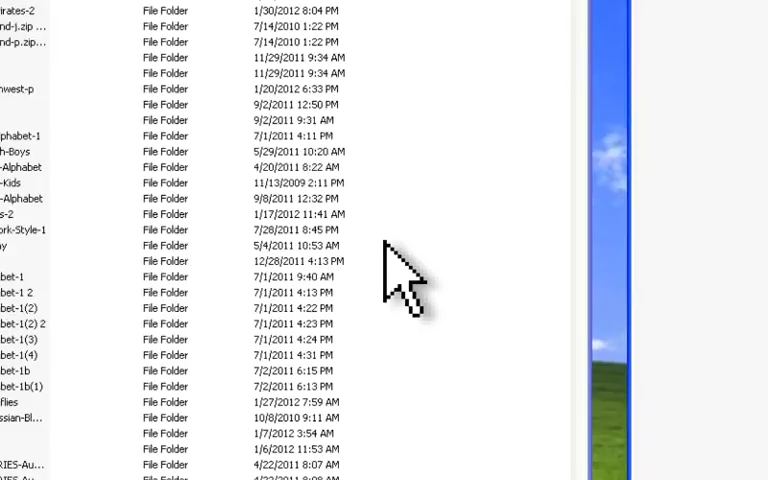 irates-2 File Folder 1/30/2012 8:04 PM
nd-j.zip ... File Folder 7/14/2010 1:22 PM
nd-p.zip... File Folder 7/14/2010 1:22 PM
File Folder 11/29/2011 9:34 AM
File Folder 11/29/2011 9:34 AM
nwest-p File Folder 1/20/2012 6:33 PM
File Folder 9/2/2011 12:50 PM
File Folder 9/2/2011 9:31 AM
phabet-1 File Folder 7/1/2011 4:11 PM
h-Boys File Folder 5/29/2011 10:20 AM
-Alphabet File Folder 4/20/2011 8:22 AM
-Kids File Folder 11/13/2009 2:11 PM
-Alphabet File Folder 9/8/2011 12:32 PM
s-2 File Folder 1/17/2012 11:41 AM
ork-Style-1 File Folder 7/28/2011 8:45 PM
ay File Folder 5/4/2011 10:53 AM
File Folder 12/28/2011 4:13 PM
bet-1 File Folder 7/1/2011 9:40 AM
bet-1 2 File Folder 7/1/2011 4:13 PM
bet-1(2) File Folder 7/1/2011 4:22 PM
bet-1(2) 2 File Folder 7/1/2011 4:23 PM
bet-1(3) File Folder 7/1/2011 4:24 PM
bet-1(4) File Folder 7/1/2011 4:31 PM
bet-1b File Folder 7/2/2011 6:15 PM
bet-1b(1) File Folder 7/2/2011 6:13 PM
flies File Folder 1/27/2012 7:59 AM
ssian-Bl... File Folder 10/8/2010 9:11 AM
File Folder 1/7/2012 3:54 AM
File Folder 1/6/2012 11:53 AM
RIES-Au... File Folder 4/22/2011 8:07 AM